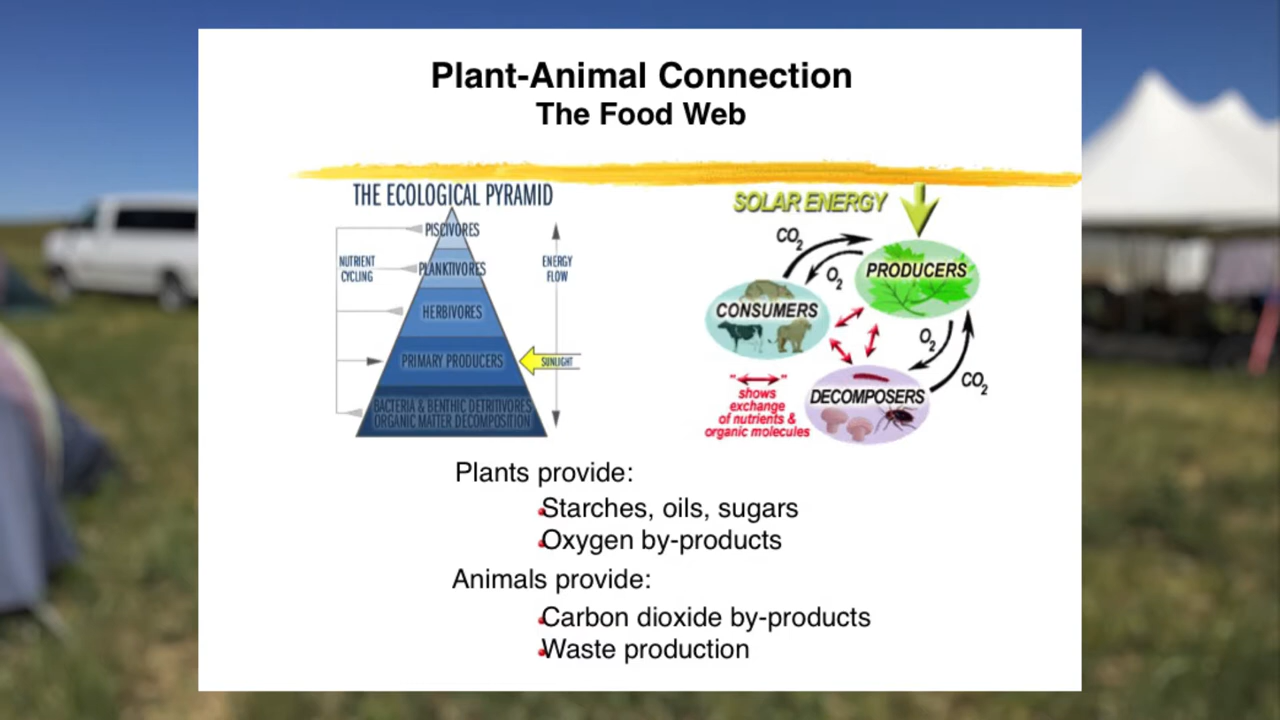 Plant-Animal Connection
The Food Web
THE ECOLOGICAL PYRAMID
PISCIVORES
NUTRIENT
CYCLING
PLANKTIVORES
ENERGY
FLOW
HERBIVORES
PRIMARY PRODUCERS
SUNLIGHT
BACTERIA & BENTHIC DETRITIVORES
ORGANIC MATTER DECOMPOSITION
SOLAR ENERGY
CO2
O2
PRODUCERS
CONSUMERS
O2
CO2
DECOMPOSERS
"↔"
shows
exchange
of nutrients &
organic molecules
Plants provide:
Starches, oils, sugars
Oxygen by-products
Animals provide:
Carbon dioxide by-products
Waste production